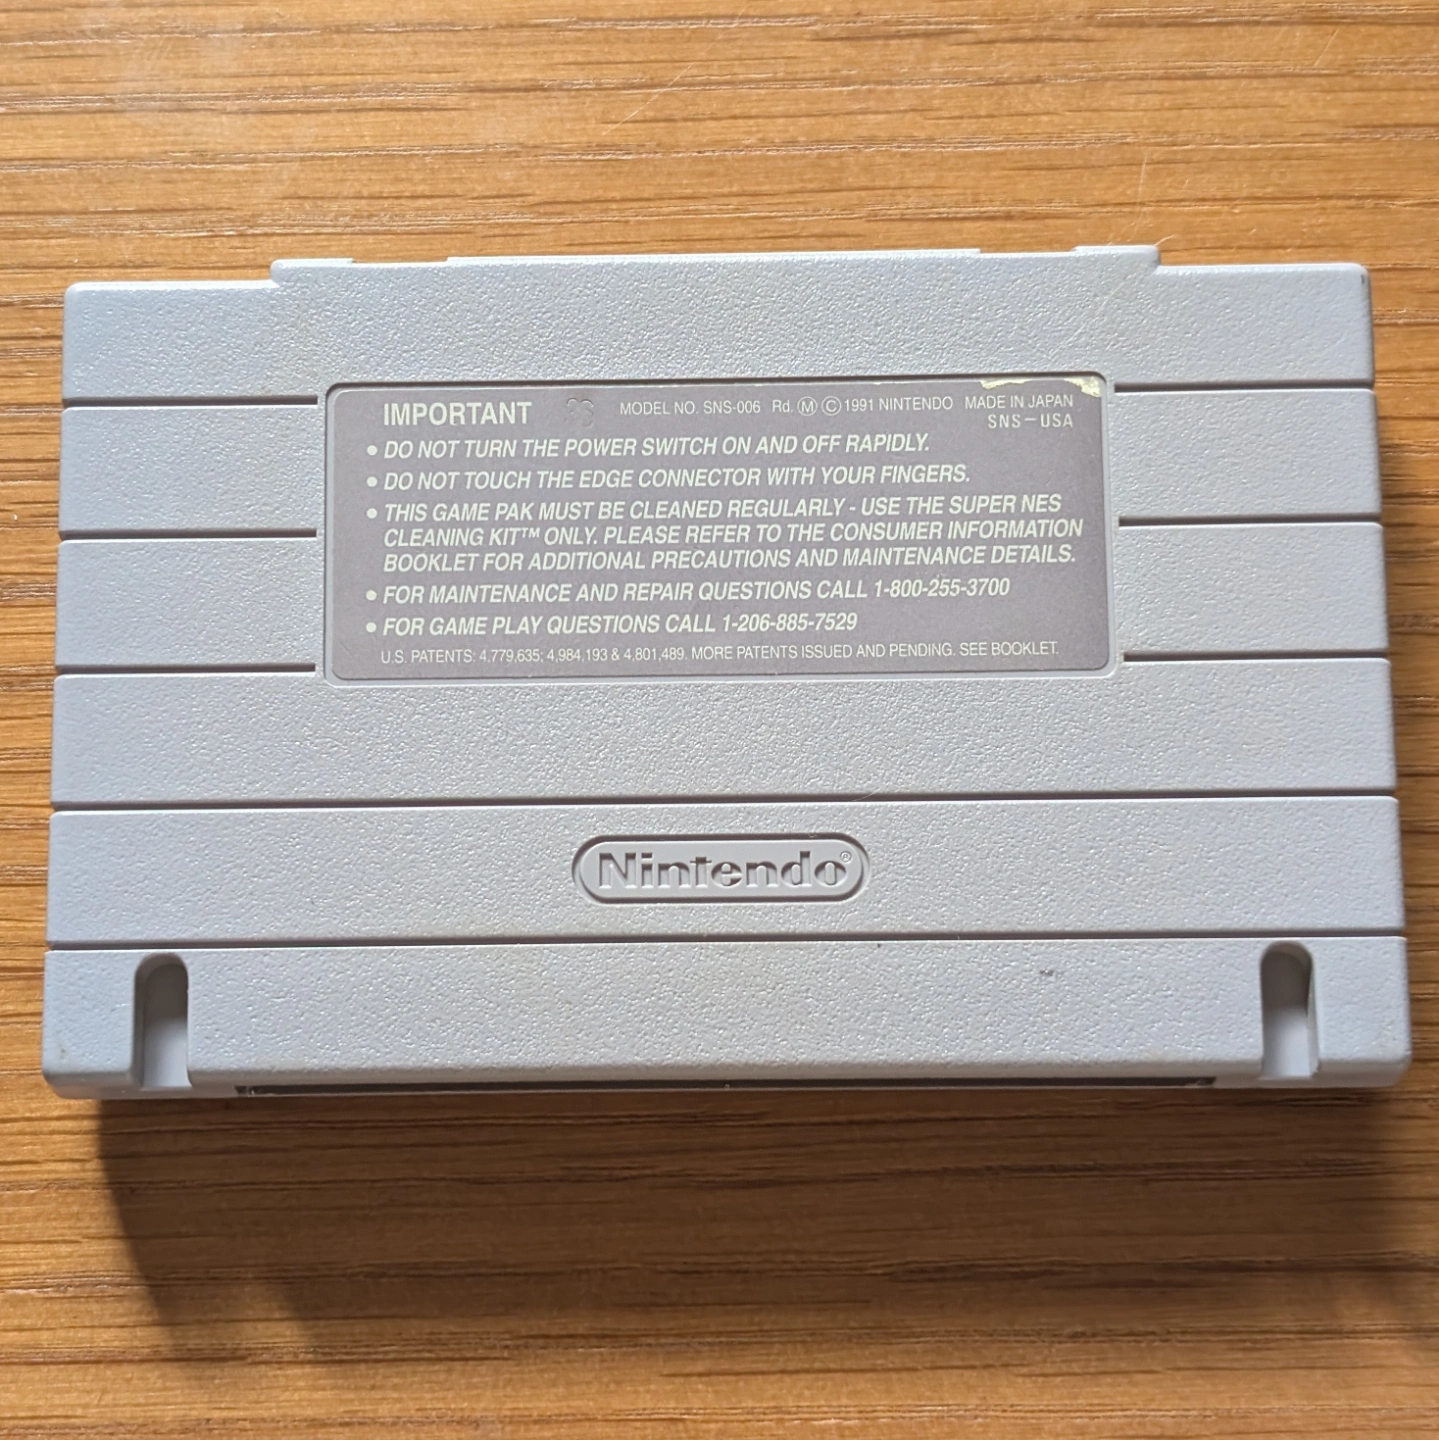 IMPORTANT MODEL NO. SNS-006 Rd. Ⓜ Ⓒ 1991 NINTENDO MADE IN JAPAN
SNS-USA
• DO NOT TURN THE POWER SWITCH ON AND OFF RAPIDLY.
• DO NOT TOUCH THE EDGE CONNECTOR WITH YOUR FINGERS.
• THIS GAME PAK MUST BE CLEANED REGULARLY - USE THE SUPER NES
CLEANING KIT™ ONLY. PLEASE REFER TO THE CONSUMER INFORMATION
BOOKLET FOR ADDITIONAL PRECAUTIONS AND MAINTENANCE DETAILS.
• FOR MAINTENANCE AND REPAIR QUESTIONS CALL 1-800-255-3700
• FOR GAME PLAY QUESTIONS CALL 1-206-885-7529
U.S. PATENTS: 4,779,635; 4,984,193 & 4,801,489. MORE PATENTS ISSUED AND PENDING. SEE BOOKLET.
Nintendo®